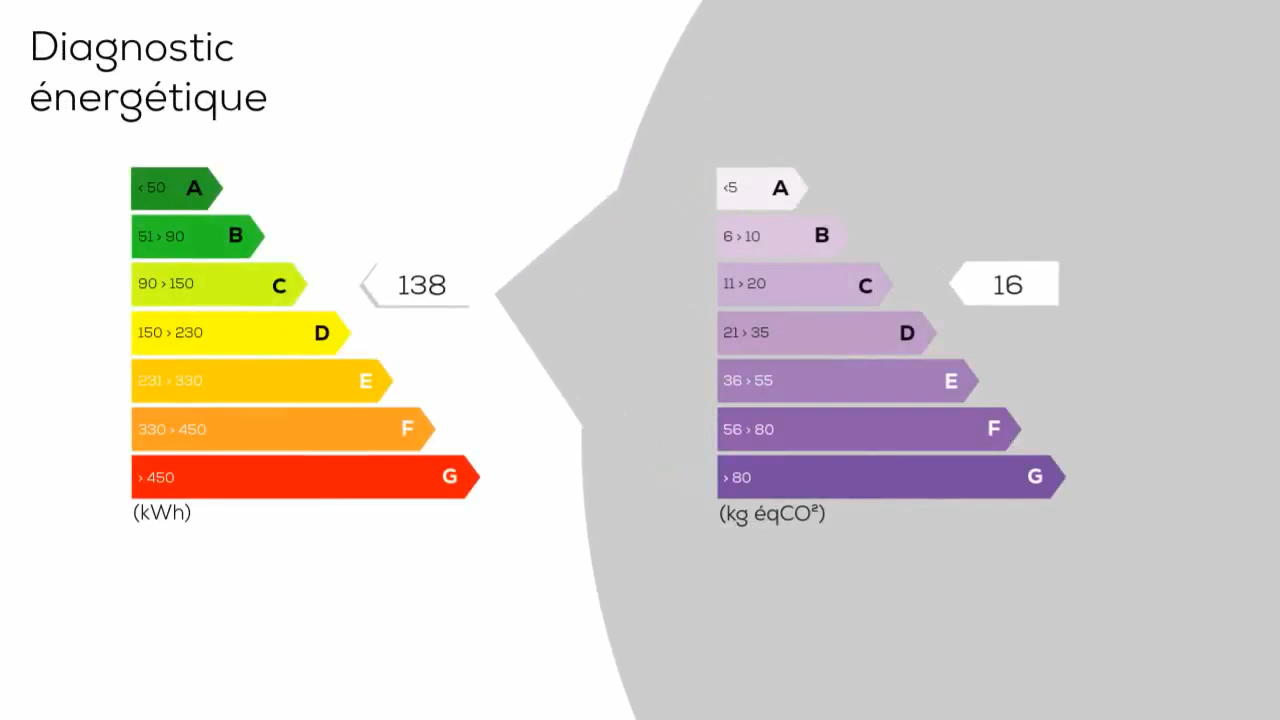 Diagnostic
énergétique
< 50 A
51 > 90 B
90 > 150 C
138
150 > 230 D
231 > 330 E
330 > 450 F
> 450 G
(kWh)
<5 A
6 > 10 B
11 > 20 C
16
21 > 35 D
36 > 55 E
56 > 80 F
> 80 G
(kg éqCO²)